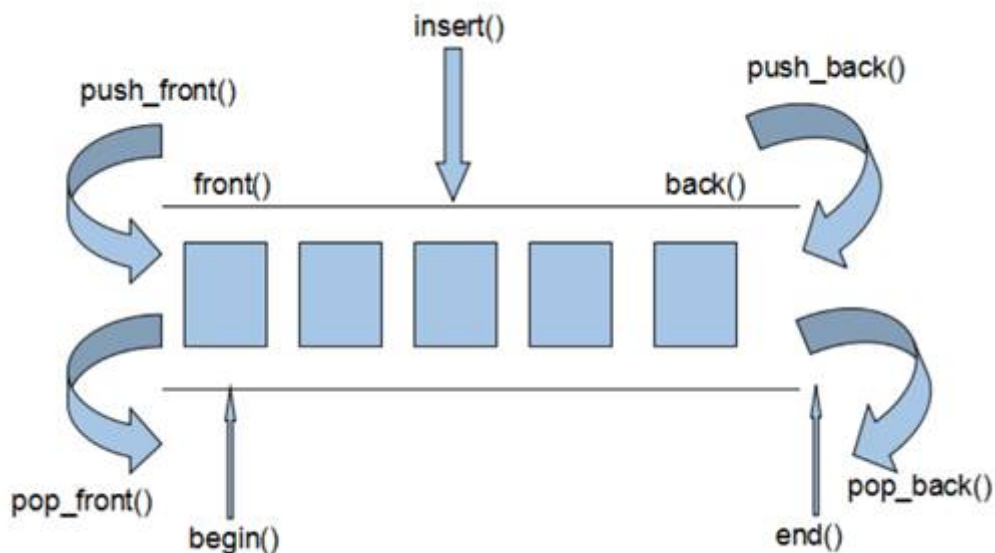 insert()
push_front()
push_back()
front()
back()
pop_front()
pop_back()
begin()
end()